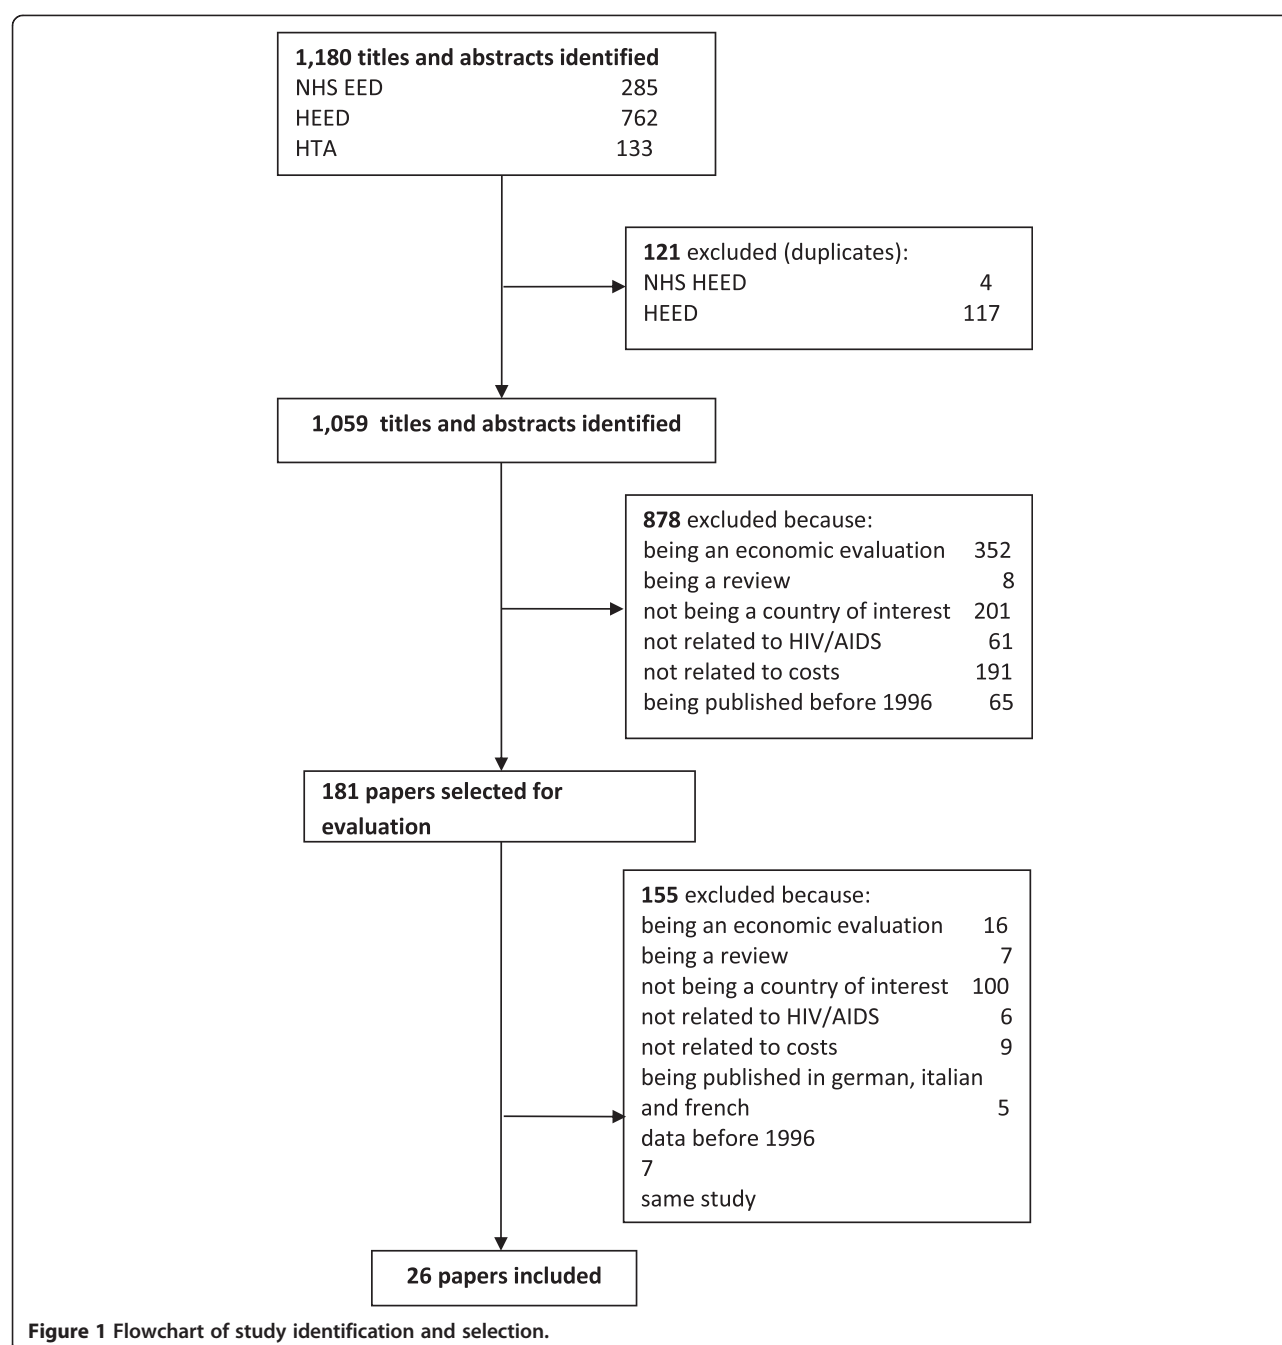 1,180 titles and abstracts identified
NHS EED 285
HEED 762
HTA 133
121 excluded (duplicates):
NHS HEED 4
HEED 117
1,059 titles and abstracts identified
878 excluded because:
being an economic evaluation 352
being a review 8
not being a country of interest 201
not related to HIV/AIDS 61
not related to costs 191
being published before 1996 65
181 papers selected for
evaluation
155 excluded because:
being an economic evaluation 16
being a review 7
not being a country of interest 100
not related to HIV/AIDS 6
not related to costs 9
being published in german, italian
and french 5
data before 1996
7
same study
26 papers included
Figure 1 Flowchart of study identification and selection.